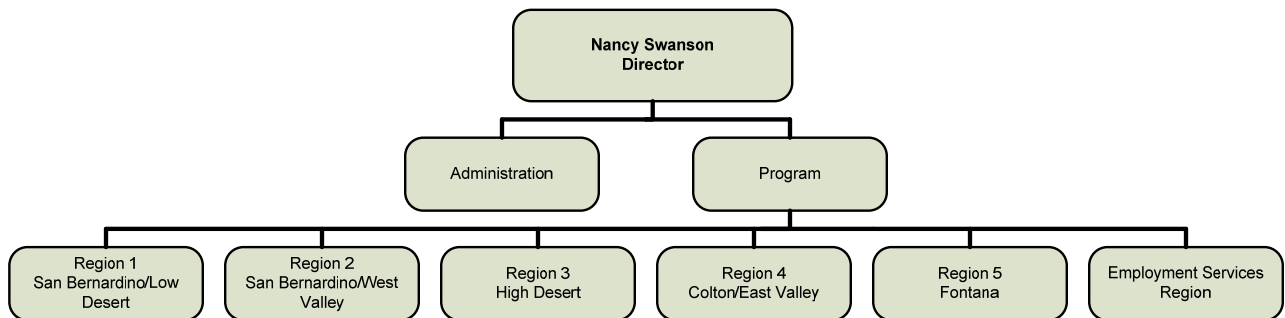 Nancy Swanson
Director
Administration
Program
Region 1
San Bernardino/Low
Desert
Region 2
San Bernardino/West
Valley
Region 3
High Desert
Region 4
Colton/East Valley
Region 5
Fontana
Employment Services
Region